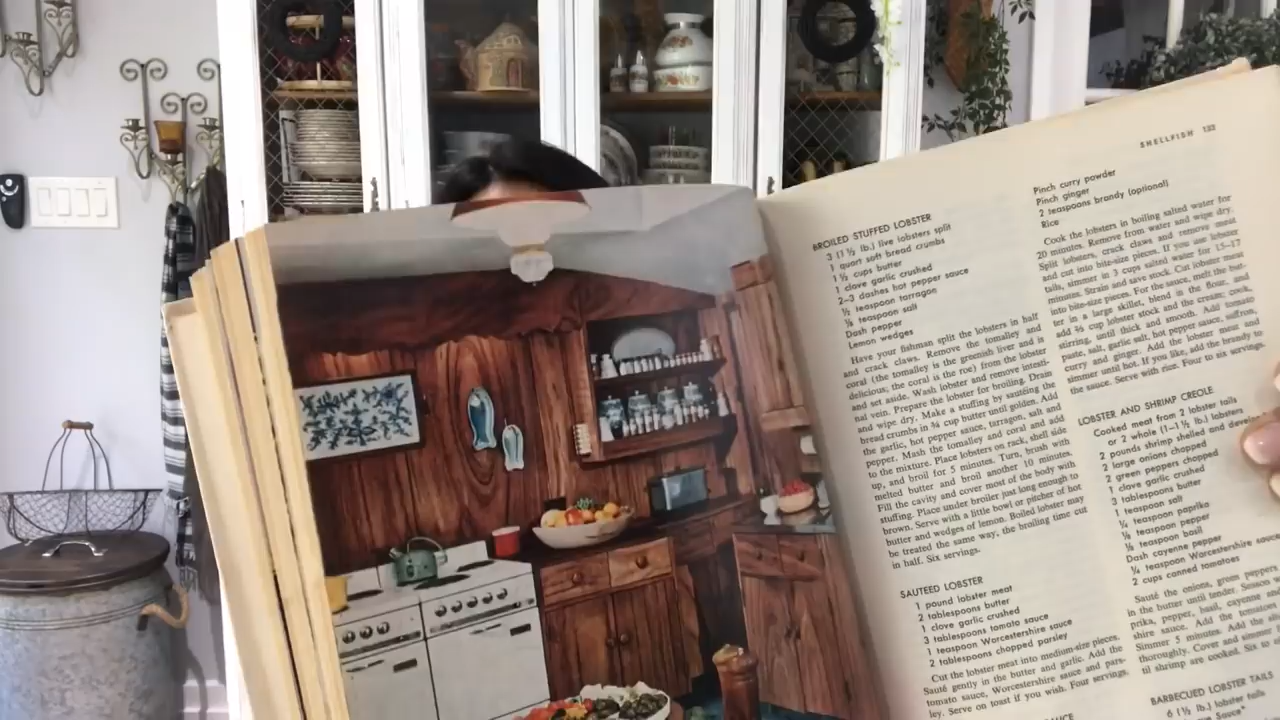 SHELLFISH 133
BROILED STUFFED LOBSTER
3 (1 ½ lb.) live lobsters split
1 quart soft bread crumbs
1 ½ cups butter
1 clove garlic crushed
2–3 dashes hot pepper sauce
½ teaspoon tarragon
⅛ teaspoon salt
Dash pepper
Lemon wedges
Have your fishman split the lobsters in half
and crack claws. Remove the tomalley and
coral (the tomalley is the greenish liver and is
delicious; the coral is the roe) from the lobster
and set aside. Wash lobster and remove intesti-
nal vein. Prepare the lobster for broiling. Drain
and wipe dry. Make a stuffing by sautéing the
bread crumbs in ¾ cup butter until golden. Add
the garlic, hot pepper sauce, tarragon, salt and
pepper. Mash the tomalley and coral and add
to the mixture. Place lobsters on rack, shell side
up, and broil for 5 minutes. Turn, brush with
melted butter and broil another 10 minutes.
Fill the cavity and cover most of the body with
stuffing. Place under broiler just long enough to
brown. Serve with a little bowl or pitcher of hot
butter and wedges of lemon. Boiled lobster may
be treated the same way, the broiling time cut
in half. Six servings.
SAUTEED LOBSTER
1 pound lobster meat
2 tablespoons butter
1 clove garlic crushed
3 tablespoons tomato sauce
1 teaspoon Worcestershire sauce
2 tablespoons chopped parsley
Cut the lobster meat into medium-size pieces.
Sauté gently in the butter and garlic. Add the
tomato sauce, Worcestershire sauce and pars-
ley. Serve on toast if you wish. Four servings.
SAUCE
Pinch curry powder
Pinch ginger
2 teaspoons brandy (optional)
Rice
Cook the lobsters in boiling salted water for
20 minutes. Remove from water and wipe dry.
Split lobsters, crack claws and remove meat
and cut into bite-size pieces. If you use lobster
tails, simmer in 3 cups salted water for 15–17
minutes. Strain and save stock. Cut lobster meat
into bite-size pieces. For the sauce, melt the but-
ter in a large skillet, blend in the flour, and
add ⅔ cup lobster stock and the cream; cook,
stirring, until thick and smooth. Add tomato
paste, salt, garlic salt, hot pepper sauce, saffron,
curry and ginger. Add the lobster meat and
simmer until hot. If you like, add the brandy to
the sauce. Serve with rice. Four to six servings.
LOBSTER AND SHRIMP CREOLE
Cooked meat from 2 lobster tails
or 2 whole (1–1½ lb.) lobsters
2 pounds shrimp shelled and
2 large onions chopped
2 green peppers chopped
1 clove garlic crushed
3 tablespoons butter
1 teaspoon salt
¼ teaspoon paprika
⅛ teaspoon pepper
⅛ teaspoon basil
Dash cayenne pepper
¼ teaspoon Worcestershire sauce
2 cups canned tomatoes
Sauté the onions, green peppers
in the butter until tender. Season
prika, pepper, basil, cayenne and
shire sauce. Add the tomatoes
Simmer 5 minutes. Add the
thoroughly. Cover and simmer
til shrimp are cooked. Six to
BARBECUED LOBSTER TAILS
6 (½ lb.) lobster tails
Sauce*